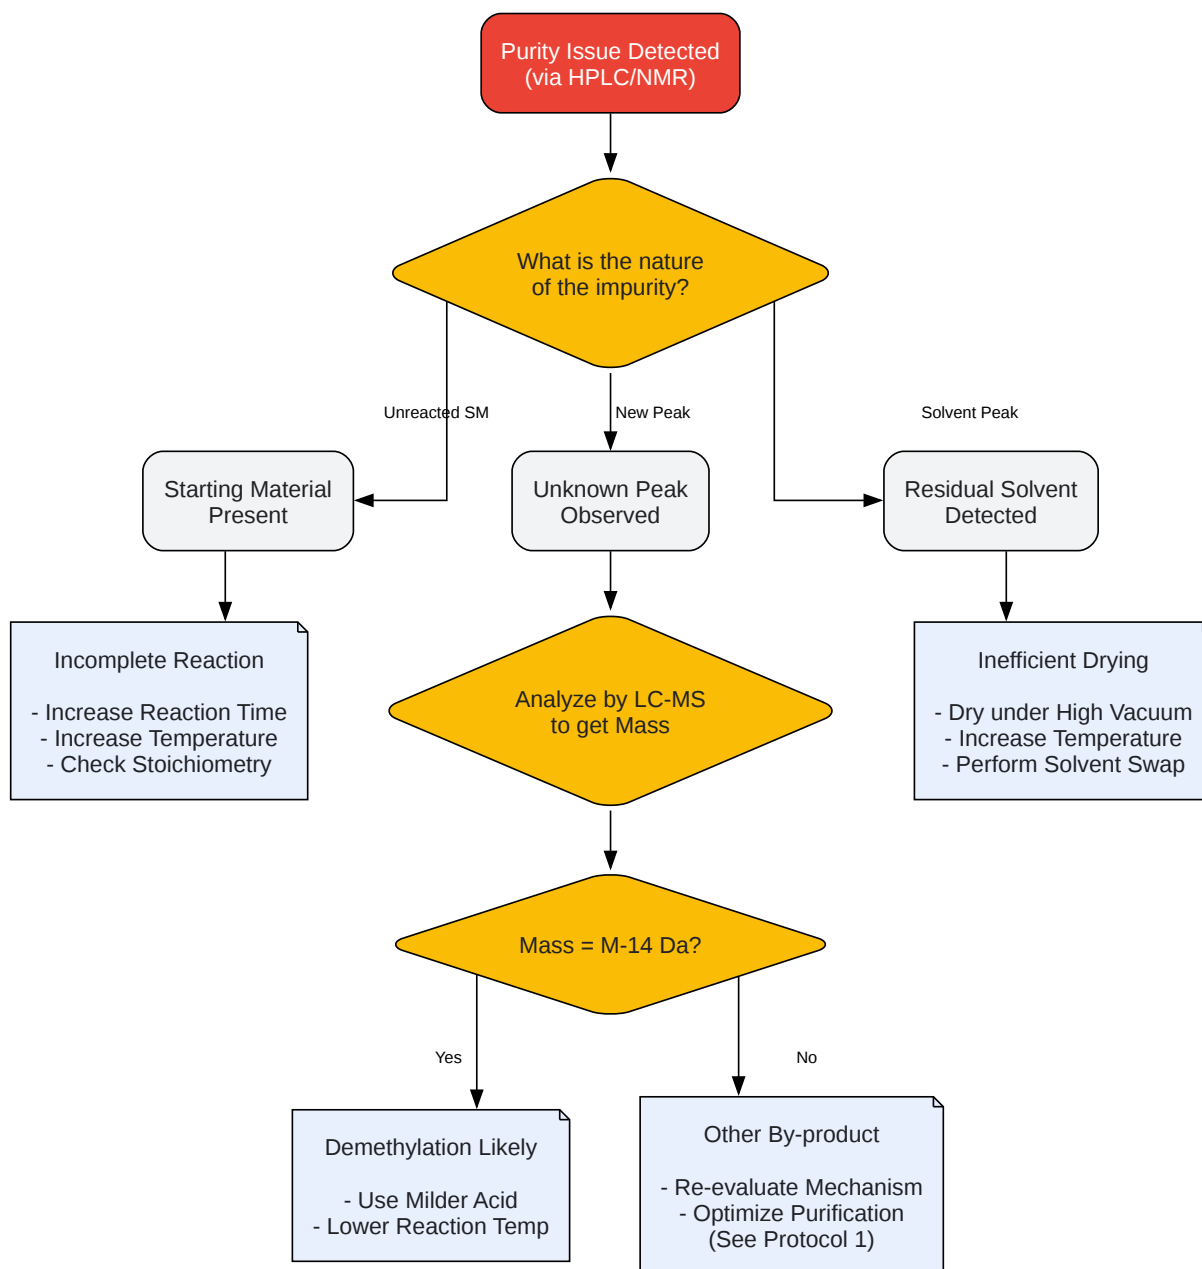 Purity Issue Detected
(via HPLC/NMR)
What is the nature
of the impurity?
Unreacted SM
New Peak
Solvent Peak
Starting Material
Present
Unknown Peak
Observed
Residual Solvent
Detected
Incomplete Reaction
- Increase Reaction Time
- Increase Temperature
- Check Stoichiometry
Analyze by LC-MS
to get Mass
Inefficient Drying
- Dry under High Vacuum
- Increase Temperature
- Perform Solvent Swap
Mass = M-14 Da?
Yes
No
Demethylation Likely
- Use Milder Acid
- Lower Reaction Temp
Other By-product
- Re-evaluate Mechanism
- Optimize Purification
(See Protocol 1)